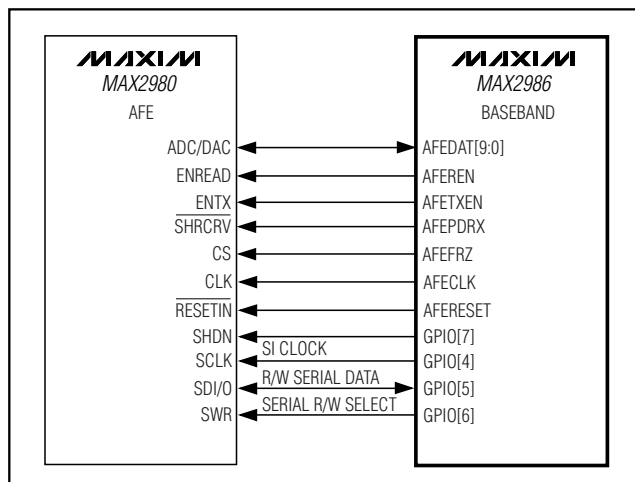 MAXIM
MAX2980
AFE
MAXIM
MAX2986
BASEBAND
ADC/DAC AFEDAT[9:0]
ENREAD AFEREN
ENTX AFETXEN
SHRCRV AFEPDRX
CS AFEFRZ
CLK AFECLK
RESETIN AFERESET
SHDN GPIO[7]
SCLK SI CLOCK GPIO[4]
SDI/O R/W SERIAL DATA GPIO[5]
SWR SERIAL R/W SELECT GPIO[6]